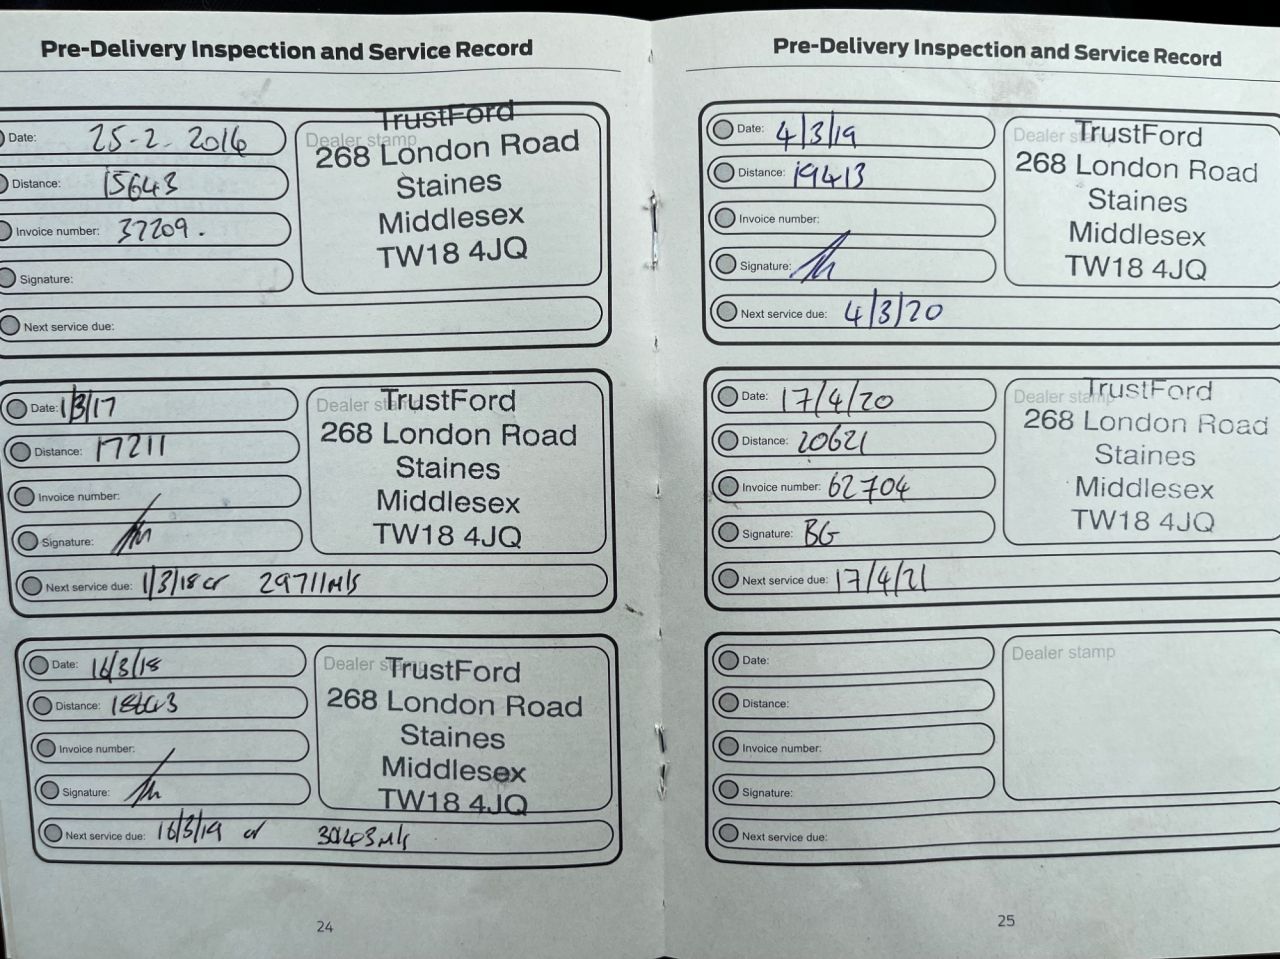 Pre-Delivery Inspection and Service Record
Date: 25-2-2016
Distance: 15643
Invoice number: 37209.
Signature:
Next service due:
Dealer stamp
TrustFord
268 London Road
Staines
Middlesex
TW18 4JQ
Date: 1/3/17
Distance: 17211
Invoice number:
Signature:
Next service due: 1/3/18 or 29711 M/s
Dealer stamp
TrustFord
268 London Road
Staines
Middlesex
TW18 4JQ
Date: 16/3/18
Distance:
Invoice number:
Signature:
Next service due: 16/3/19 or
Dealer stamp
TrustFord
268 London Road
Staines
Middlesex
TW18 4JQ
24
Pre-Delivery Inspection and Service Record
Date: 4/3/19
Distance: 19413
Invoice number:
Signature:
Next service due: 4/3/20
Dealer stamp
TrustFord
268 London Road
Staines
Middlesex
TW18 4JQ
Date: 17/4/20
Distance: 20621
Invoice number: 62704
Signature: BG
Next service due: 17/4/21
Dealer stamp
TrustFord
268 London Road
Staines
Middlesex
TW18 4JQ
Date:
Distance:
Invoice number:
Signature:
Next service due:
Dealer stamp
25